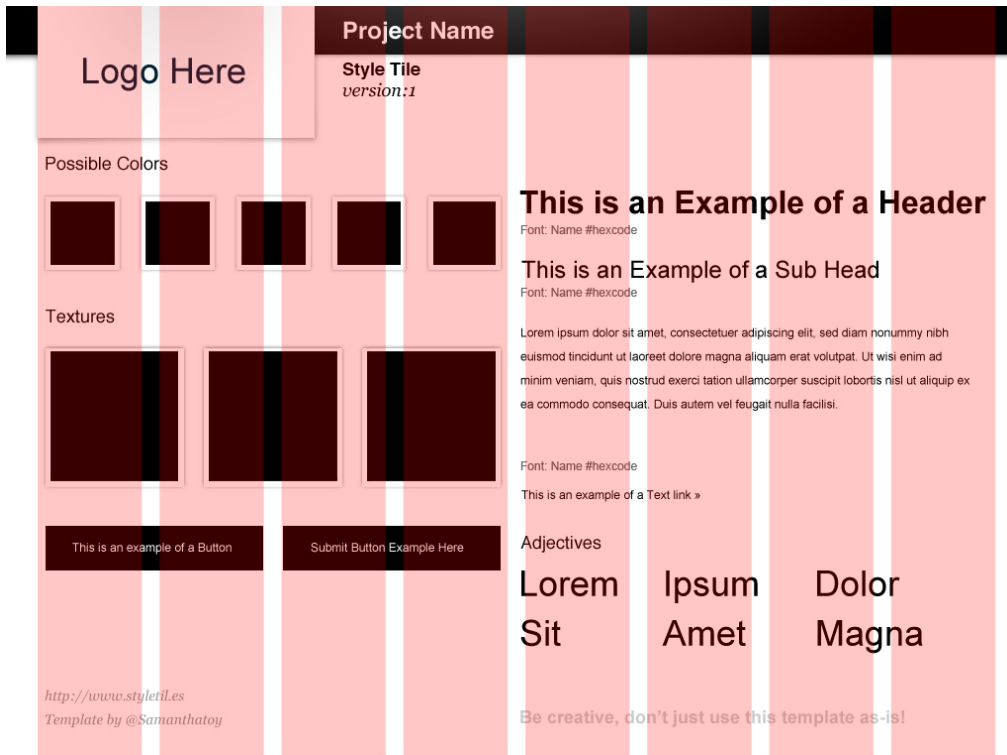 Project Name
Logo Here
Style Tile
version:1
Possible Colors
Textures
This is an example of a Button
Submit Button Example Here
This is an Example of a Header
Font: Name #hexcode
This is an Example of a Sub Head
Font: Name #hexcode
Lorem ipsum dolor sit amet, consectetuer adipiscing elit, sed diam nonummy nibh
euismod tincidunt ut laoreet dolore magna aliquam erat volutpat. Ut wisi enim ad
minim veniam, quis nostrud exerci tation ullamcorper suscipit lobortis nisl ut aliquip ex
ea commodo consequat. Duis autem vel feugait nulla facilisi.
Font: Name #hexcode
This is an example of a Text link »
Adjectives
Lorem Ipsum Dolor
Sit Amet Magna
http://www.styletil.es
Template by @Samanthatoy
Be creative, don’t just use this template as-is!